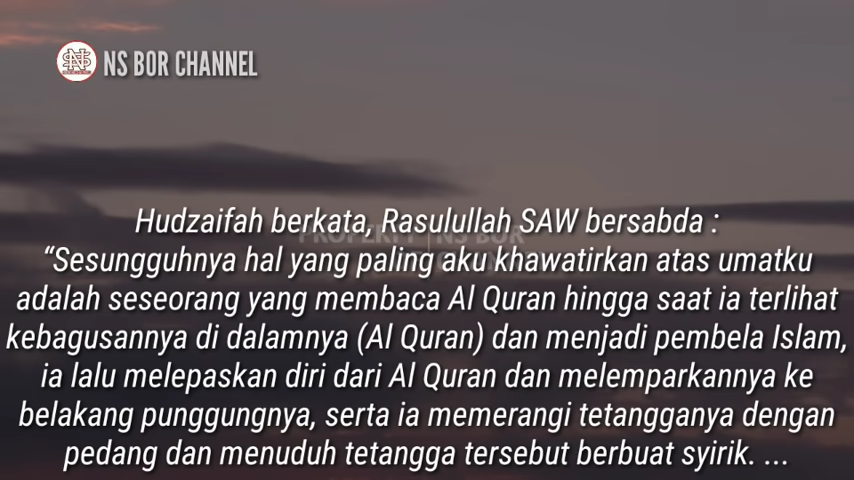 NS BOR CHANNEL
Hudzaifah berkata, Rasulullah SAW bersabda :
“Sesungguhnya hal yang paling aku khawatirkan atas umatku
adalah seseorang yang membaca Al Quran hingga saat ia terlihat
kebagusannya di dalamnya (Al Quran) dan menjadi pembela Islam,
ia lalu melepaskan diri dari Al Quran dan melemparkannya ke
belakang punggungnya, serta ia memerangi tetangganya dengan
pedang dan menuduh tetangga tersebut berbuat syirik. ...